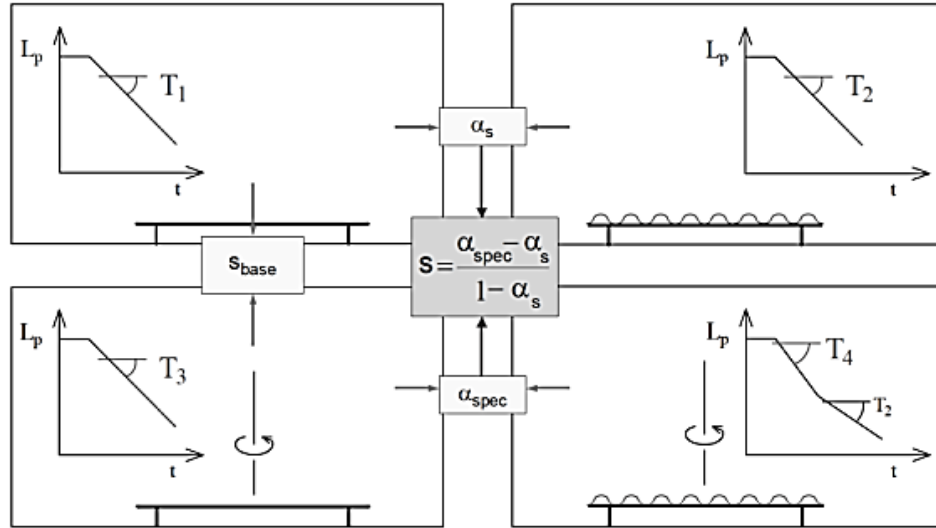 Lp
T1
t
αs
Lp
T2
t
sbase
S = αspec − αs / 1 − αs
Lp
T3
t
αspec
Lp
T4
T2
t